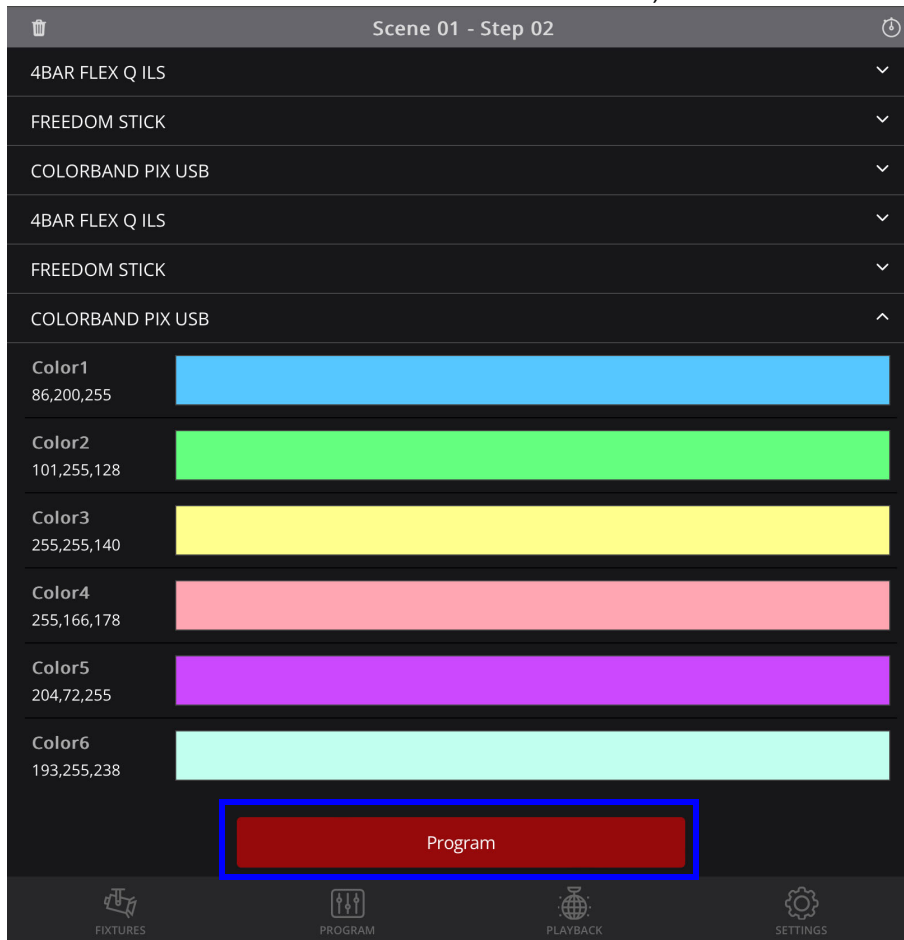 Scene 01 - Step 02
4BAR FLEX Q ILS
FREEDOM STICK
COLORBAND PIX USB
4BAR FLEX Q ILS
FREEDOM STICK
COLORBAND PIX USB
Color1
86,200,255
Color2
101,255,128
Color3
255,255,140
Color4
255,166,178
Color5
204,72,255
Color6
193,255,238
Program
FIXTURES
PROGRAM
PLAYBACK
SETTINGS